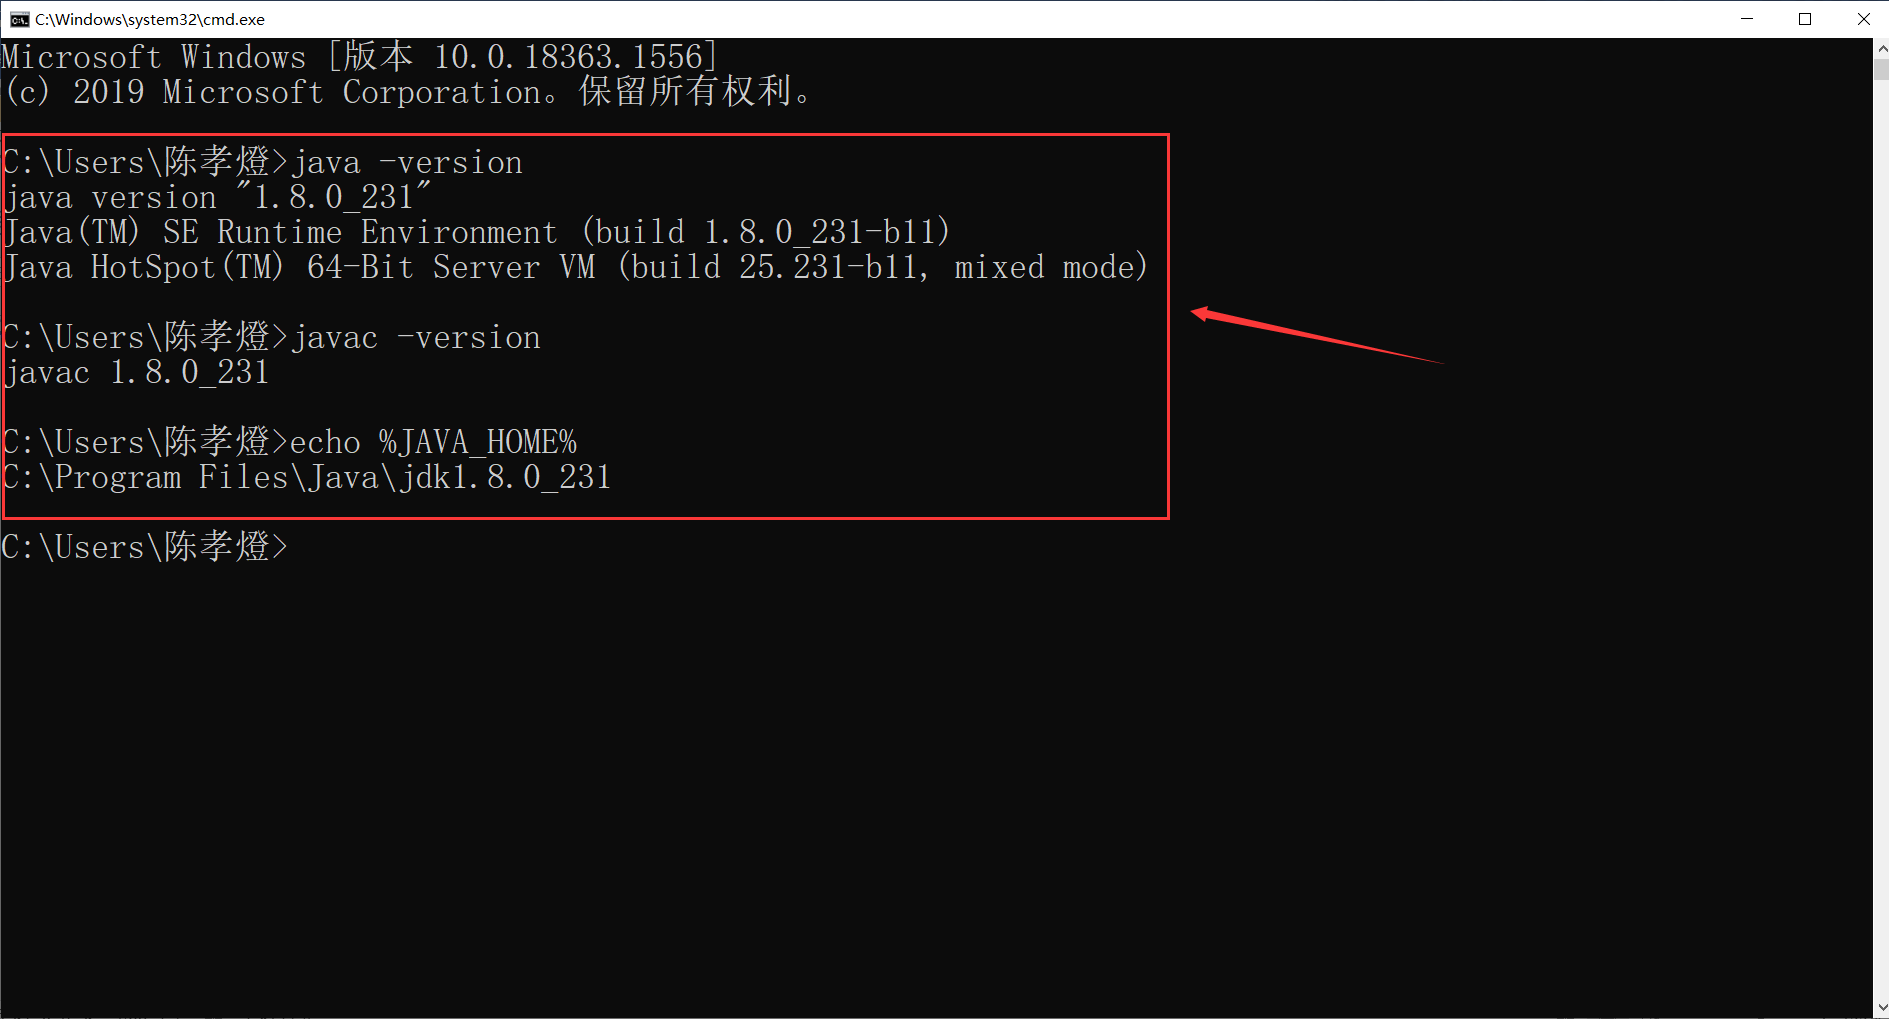 C:\Windows\system32\cmd.exe
Microsoft Windows [版本 10.0.18363.1556]
(c) 2019 Microsoft Corporation。保留所有权利。
C:\Users\陈孝燈>java -version
java version "1.8.0_231"
Java(TM) SE Runtime Environment (build 1.8.0_231-b11)
Java HotSpot(TM) 64-Bit Server VM (build 25.231-b11, mixed mode)
C:\Users\陈孝燈>javac -version
javac 1.8.0_231
C:\Users\陈孝燈>echo %JAVA_HOME%
C:\Program Files\Java\jdk1.8.0_231
C:\Users\陈孝燈>